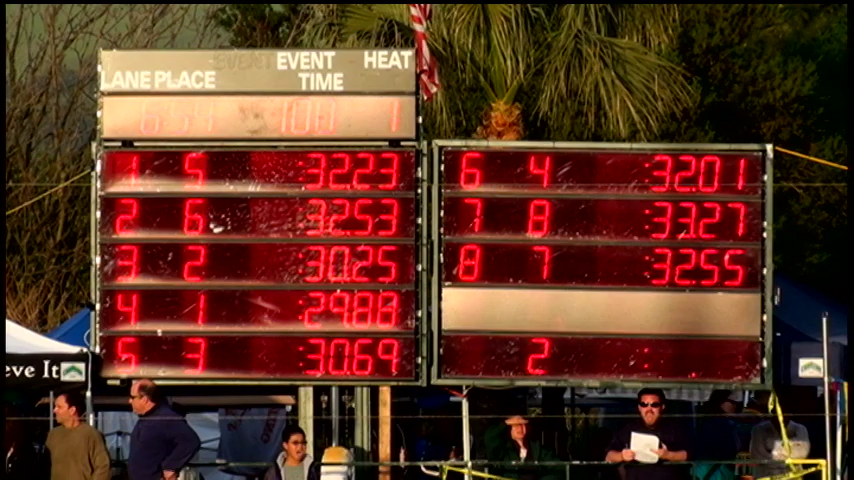 EVENT HEAT
LANE PLACE TIME
1 5 :32.23
2 6 :32.53
3 2 :30.25
4 1 :29.88
5 3 :30.69
6 4 :32.01
7 8 :33.27
8 7 :32.55
2 :
eve It